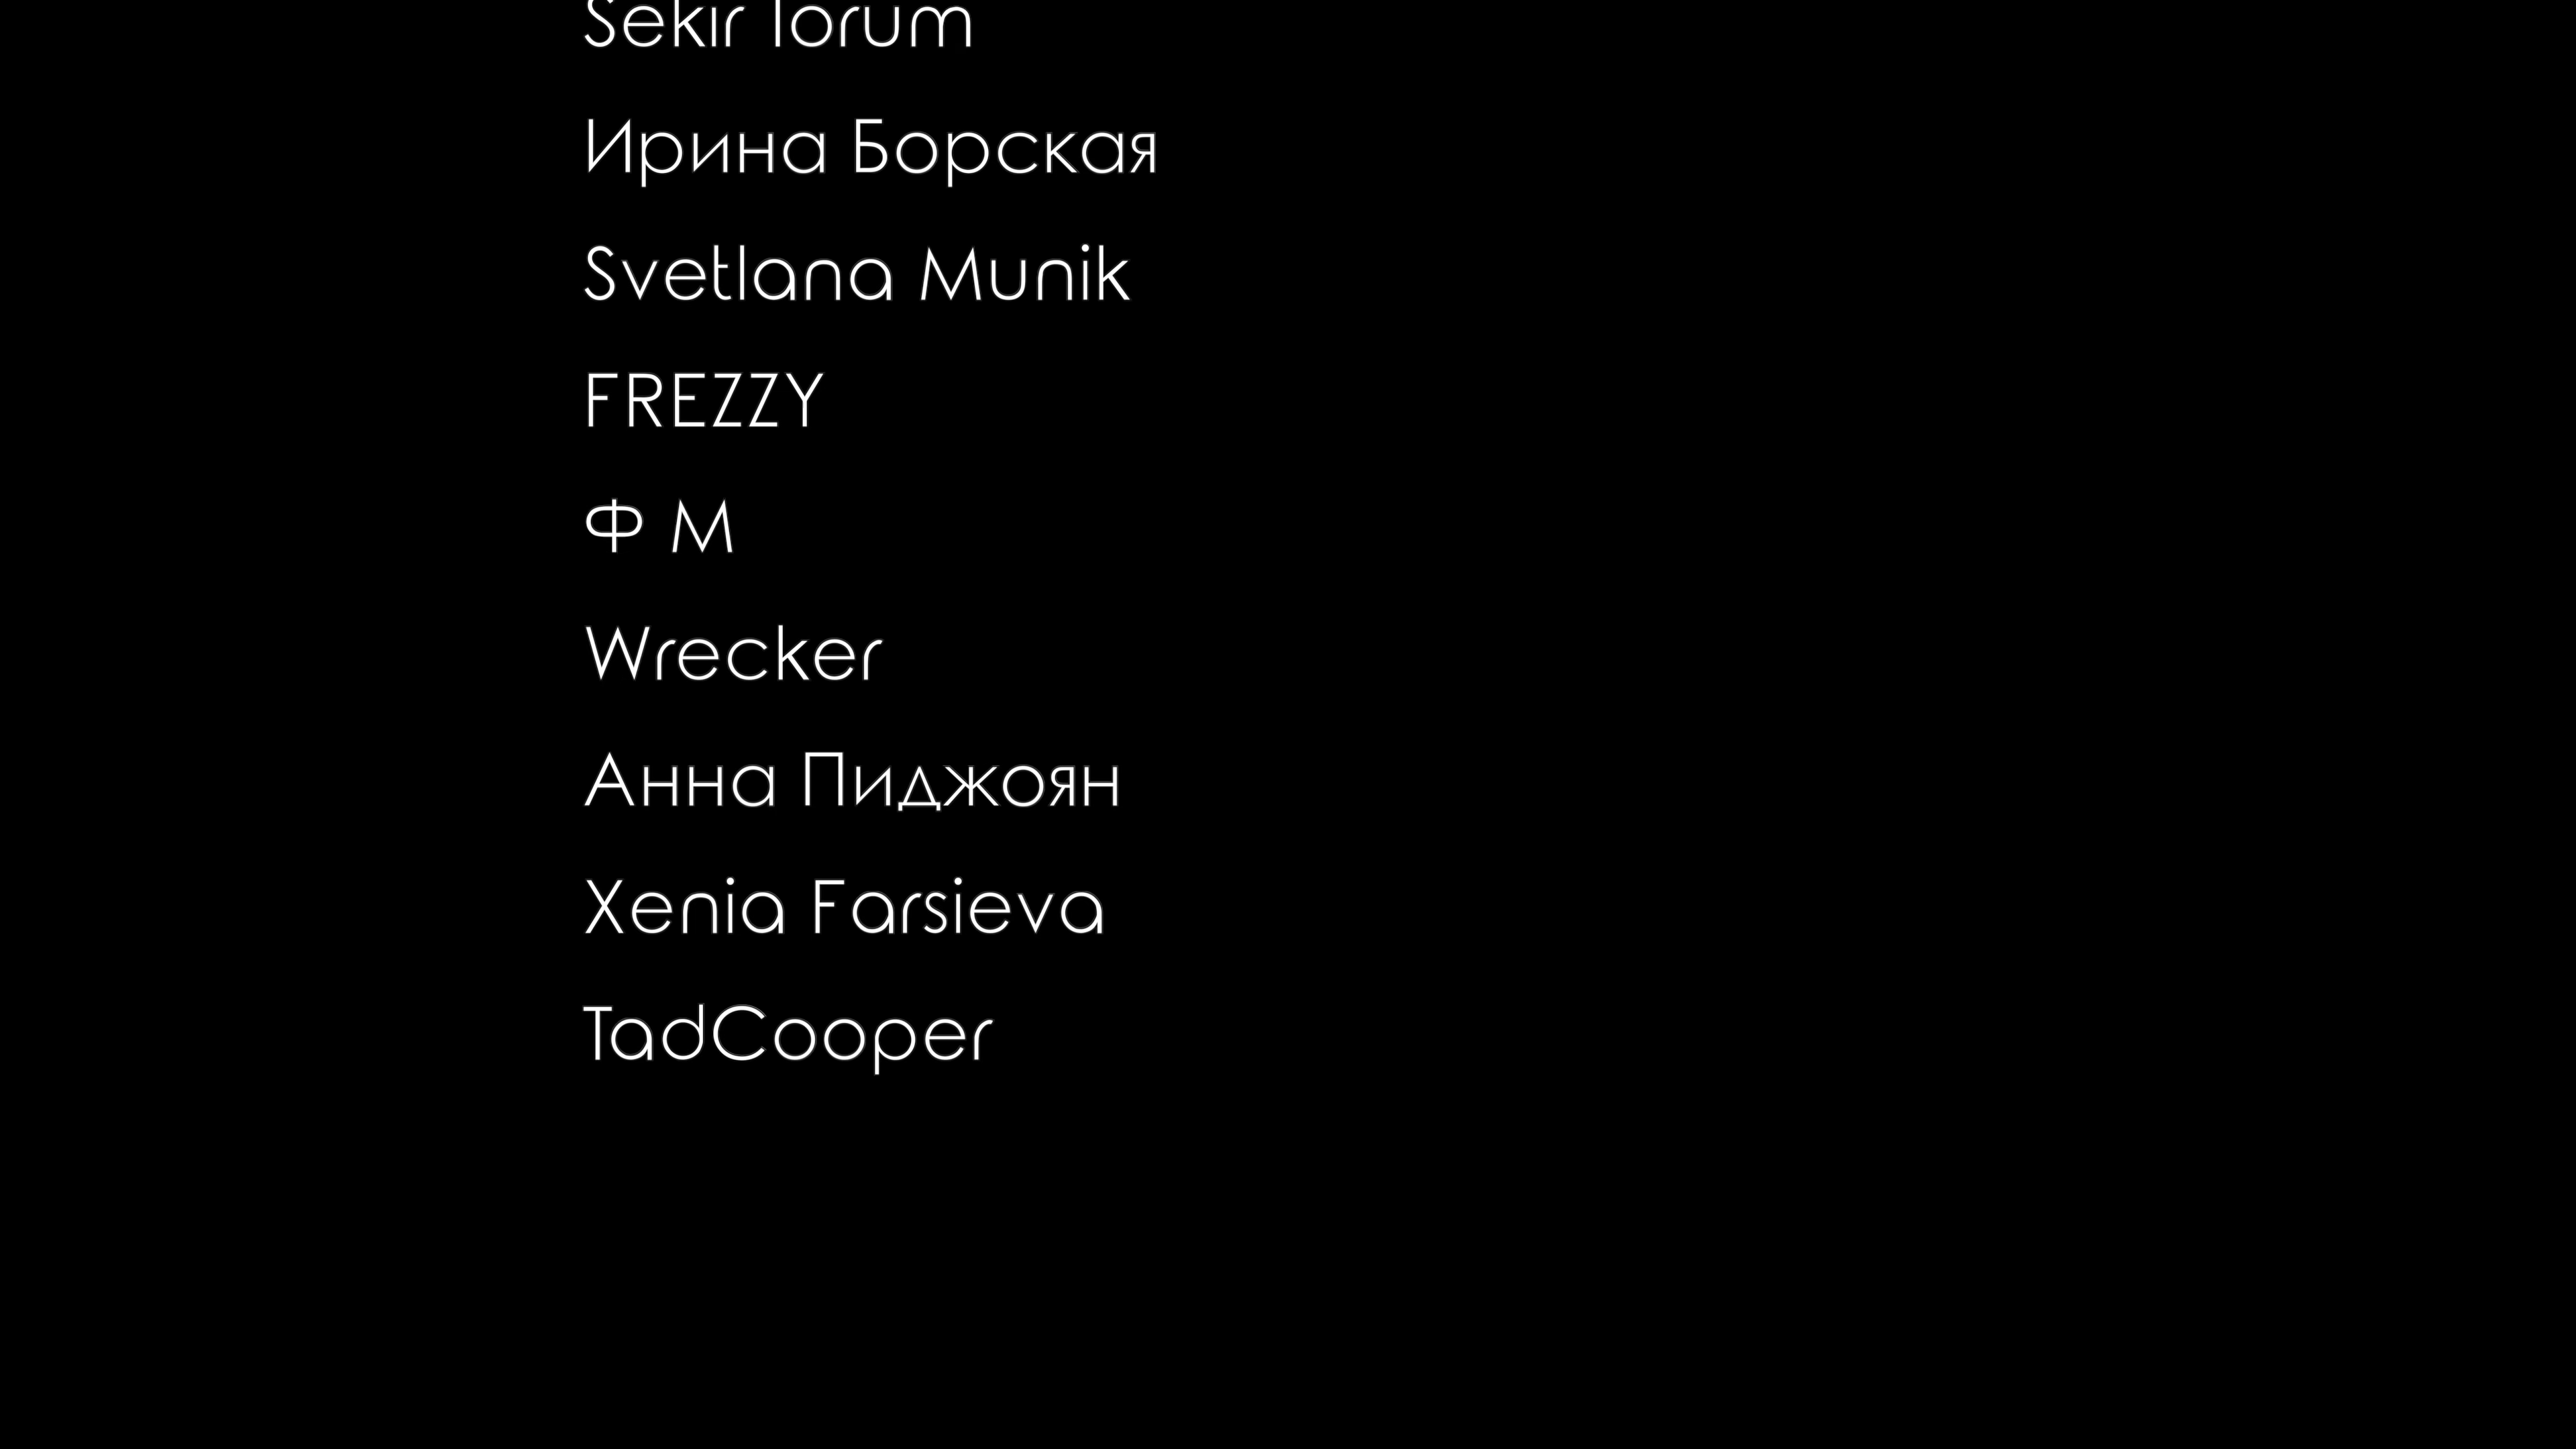 Ирина Борская
Svetlana Munik
FREZZY
Ф М
Wrecker
Анна Пиджоян
Xenia Farsieva
TadCooper